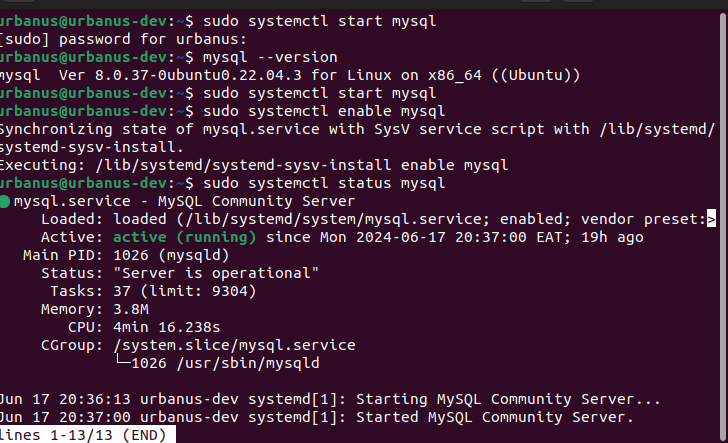 urbanus@urbanus-dev:~$ sudo systemctl start mysql
[sudo] password for urbanus:
urbanus@urbanus-dev:~$ mysql --version
mysql  Ver 8.0.37-0ubuntu0.22.04.3 for Linux on x86_64 ((Ubuntu))
urbanus@urbanus-dev:~$ sudo systemctl start mysql
urbanus@urbanus-dev:~$ sudo systemctl enable mysql
Synchronizing state of mysql.service with SysV service script with /lib/systemd/
systemd-sysv-install.
Executing: /lib/systemd/systemd-sysv-install enable mysql
urbanus@urbanus-dev:~$ sudo systemctl status mysql
● mysql.service - MySQL Community Server
     Loaded: loaded (/lib/systemd/system/mysql.service; enabled; vendor preset:>
     Active: active (running) since Mon 2024-06-17 20:37:00 EAT; 19h ago
   Main PID: 1026 (mysqld)
     Status: "Server is operational"
      Tasks: 37 (limit: 9304)
     Memory: 3.8M
        CPU: 4min 16.238s
     CGroup: /system.slice/mysql.service
             └─1026 /usr/sbin/mysqld
Jun 17 20:36:13 urbanus-dev systemd[1]: Starting MySQL Community Server...
Jun 17 20:37:00 urbanus-dev systemd[1]: Started MySQL Community Server.
lines 1-13/13 (END)